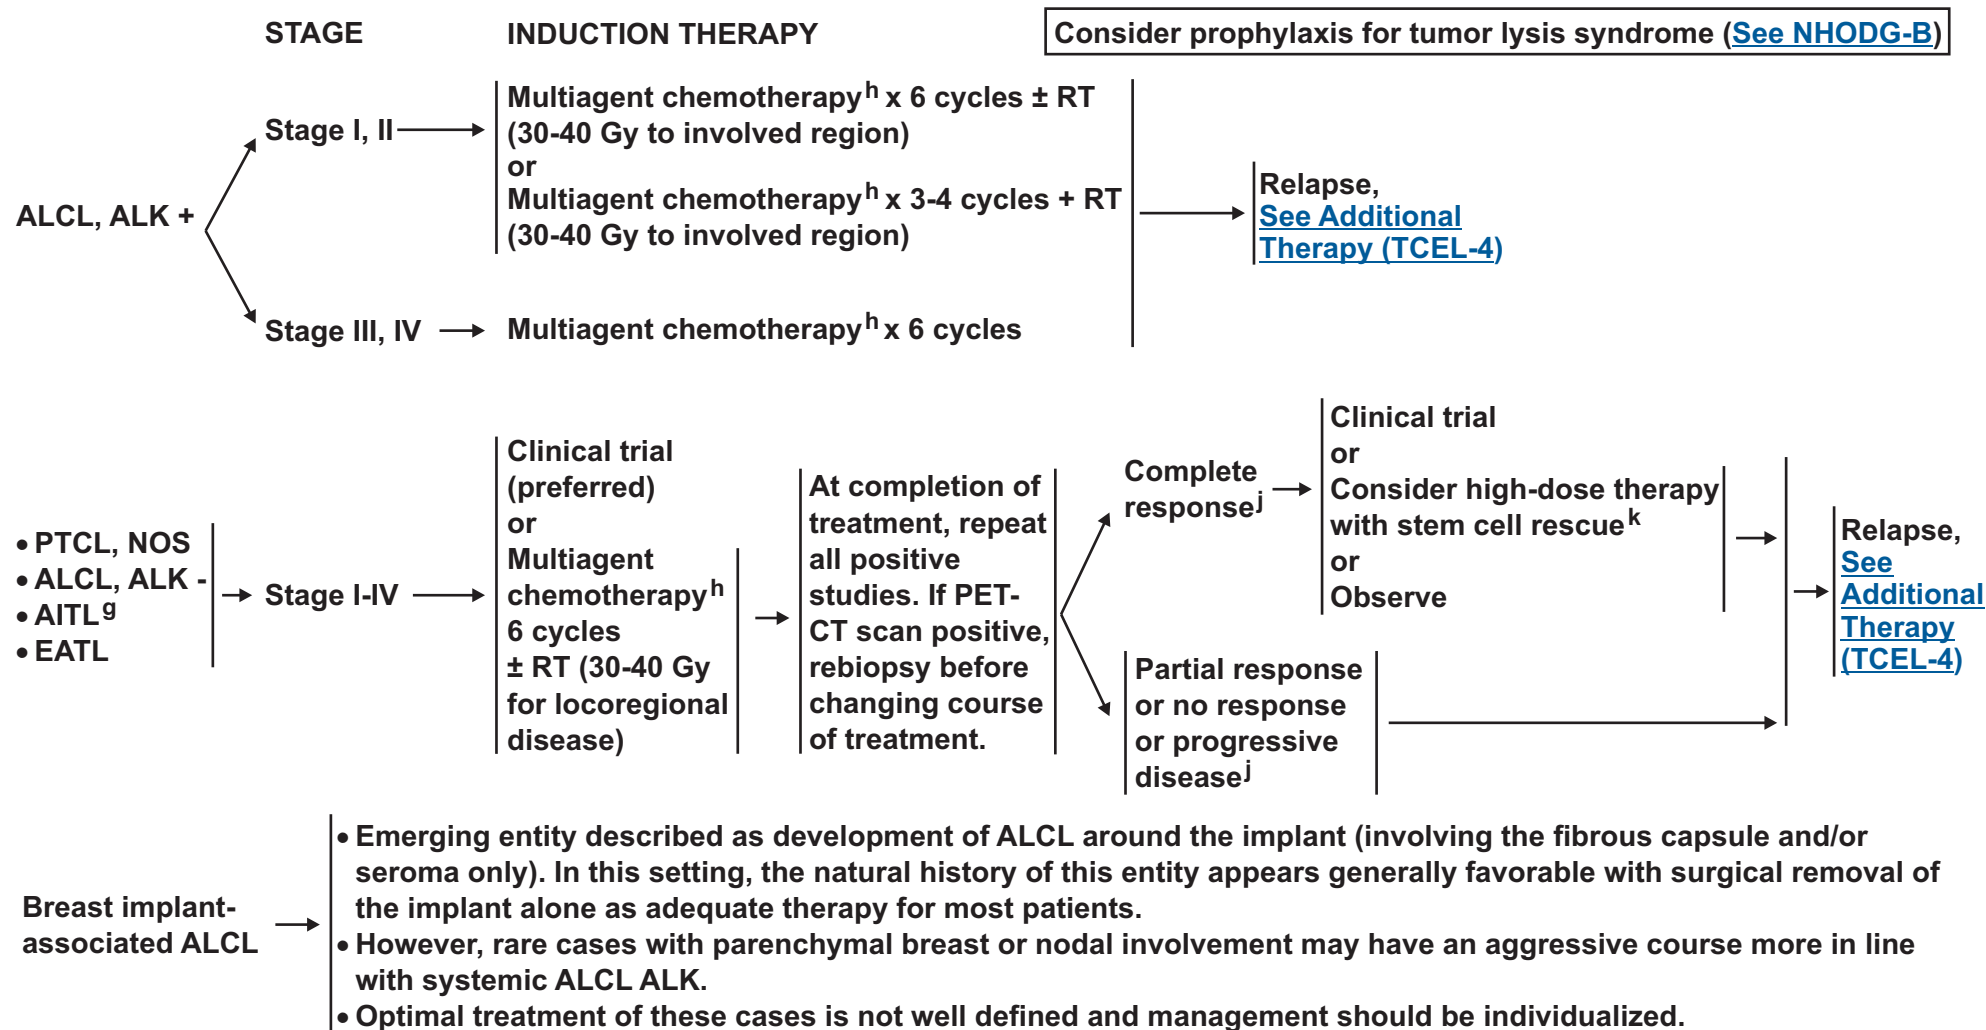 STAGE
INDUCTION THERAPY
Consider prophylaxis for tumor lysis syndrome (See NHODG-B)
ALCL, ALK +
Stage I, II
Multiagent chemotherapyʰ x 6 cycles ± RT
(30-40 Gy to involved region)
or
Multiagent chemotherapyʰ x 3-4 cycles + RT
(30-40 Gy to involved region)
Stage III, IV
Multiagent chemotherapyʰ x 6 cycles
Relapse,
See Additional
Therapy (TCEL-4)
• PTCL, NOS
• ALCL, ALK -
• AITLᵍ
• EATL
Stage I-IV
Clinical trial
(preferred)
or
Multiagent
chemotherapyʰ
6 cycles
± RT (30-40 Gy
for locoregional
disease)
At completion of
treatment, repeat
all positive
studies. If PET-
CT scan positive,
rebiopsy before
changing course
of treatment.
Complete
responseʲ
Clinical trial
or
Consider high-dose therapy
with stem cell rescueᵏ
or
Observe
Partial response
or no response
or progressive
diseaseʲ
Relapse,
See
Additional
Therapy
(TCEL-4)
Breast implant-
associated ALCL
• Emerging entity described as development of ALCL around the implant (involving the fibrous capsule and/or
seroma only). In this setting, the natural history of this entity appears generally favorable with surgical removal of
the implant alone as adequate therapy for most patients.
• However, rare cases with parenchymal breast or nodal involvement may have an aggressive course more in line
with systemic ALCL ALK.
• Optimal treatment of these cases is not well defined and management should be individualized.